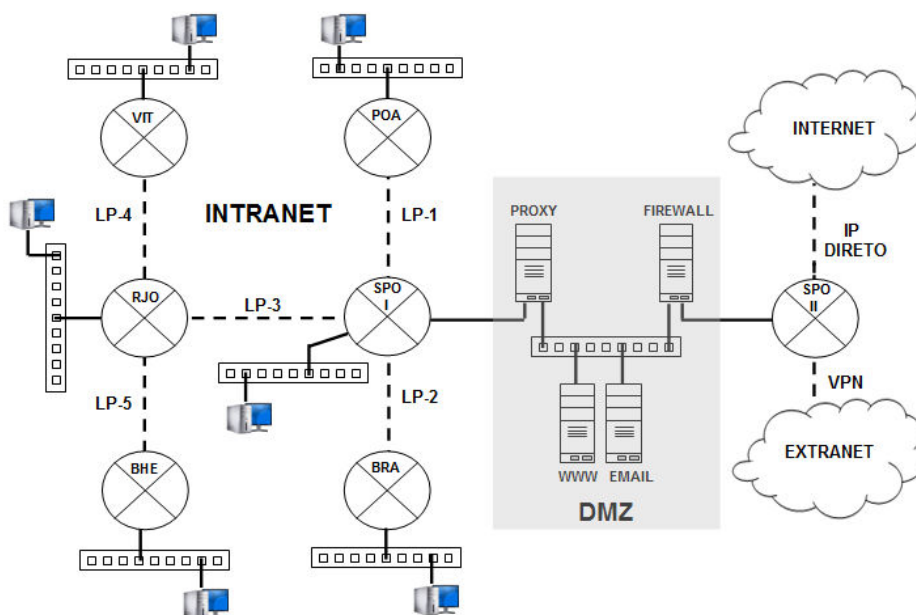 VIT
POA
INTERNET
LP-4
INTRANET
LP-1
PROXY
FIREWALL
IP
DIRETO
RJO
LP-3
SPO
I
SPO
II
LP-5
LP-2
VPN
BHE
BRA
WWW
EMAIL
EXTRANET
DMZ